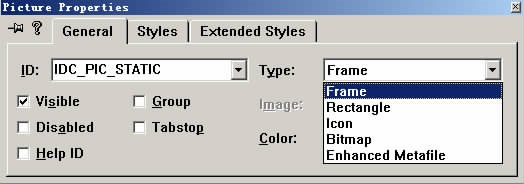 Picture Properties
General Styles Extended Styles
ID: IDC_PIC_STATIC Type: Frame
Visible Group Image: Frame
Rectangle
Disabled Tabstop Icon
Help ID Color: Bitmap
Enhanced Metafile